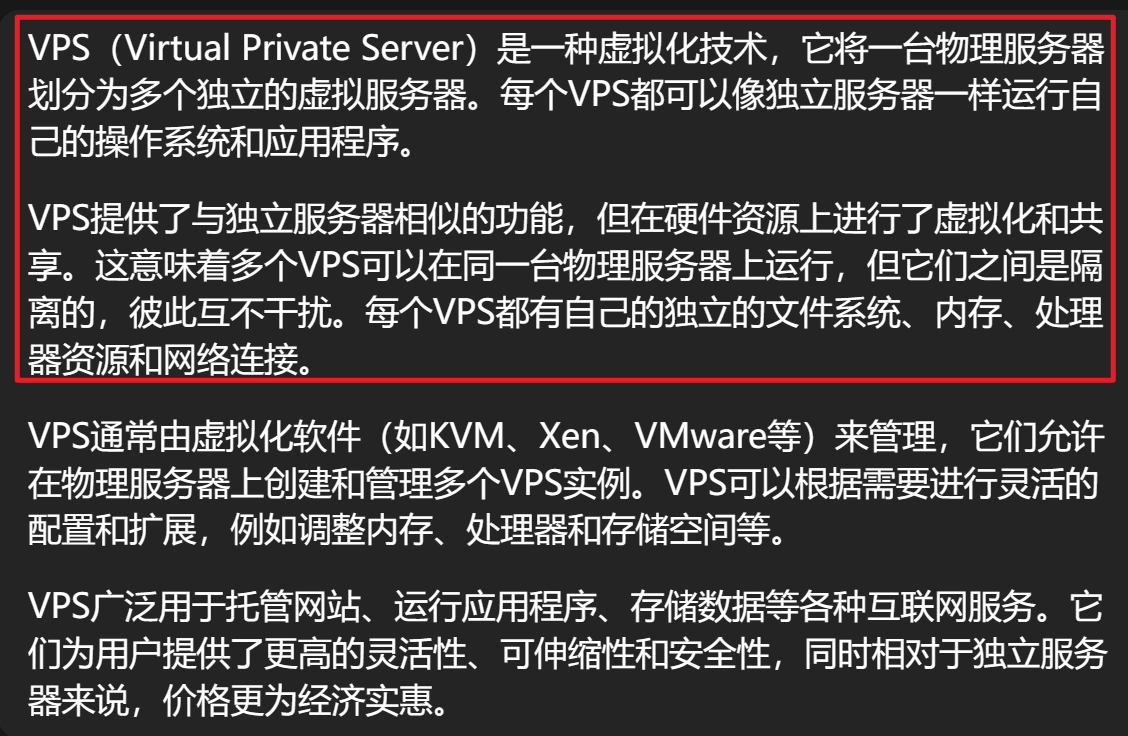 VPS（Virtual Private Server）是一种虚拟化技术，它将一台物理服务器
划分为多个独立的虚拟服务器。每个VPS都可以像独立服务器一样运行自
己的操作系统和应用程序。
VPS提供了与独立服务器相似的功能，但在硬件资源上进行了虚拟化和共
享。这意味着多个VPS可以在同一台物理服务器上运行，但它们之间是隔
离的，彼此互不干扰。每个VPS都有自己的独立的文件系统、内存、处理
器资源和网络连接。
VPS通常由虚拟化软件（如KVM、Xen、VMware等）来管理，它们允许
在物理服务器上创建和管理多个VPS实例。VPS可以根据需要进行灵活的
配置和扩展，例如调整内存、处理器和存储空间等。
VPS广泛用于托管网站、运行应用程序、存储数据等各种互联网服务。它
们为用户提供了更高的灵活性、可伸缩性和安全性，同时相对于独立服务
器来说，价格更为经济实惠。